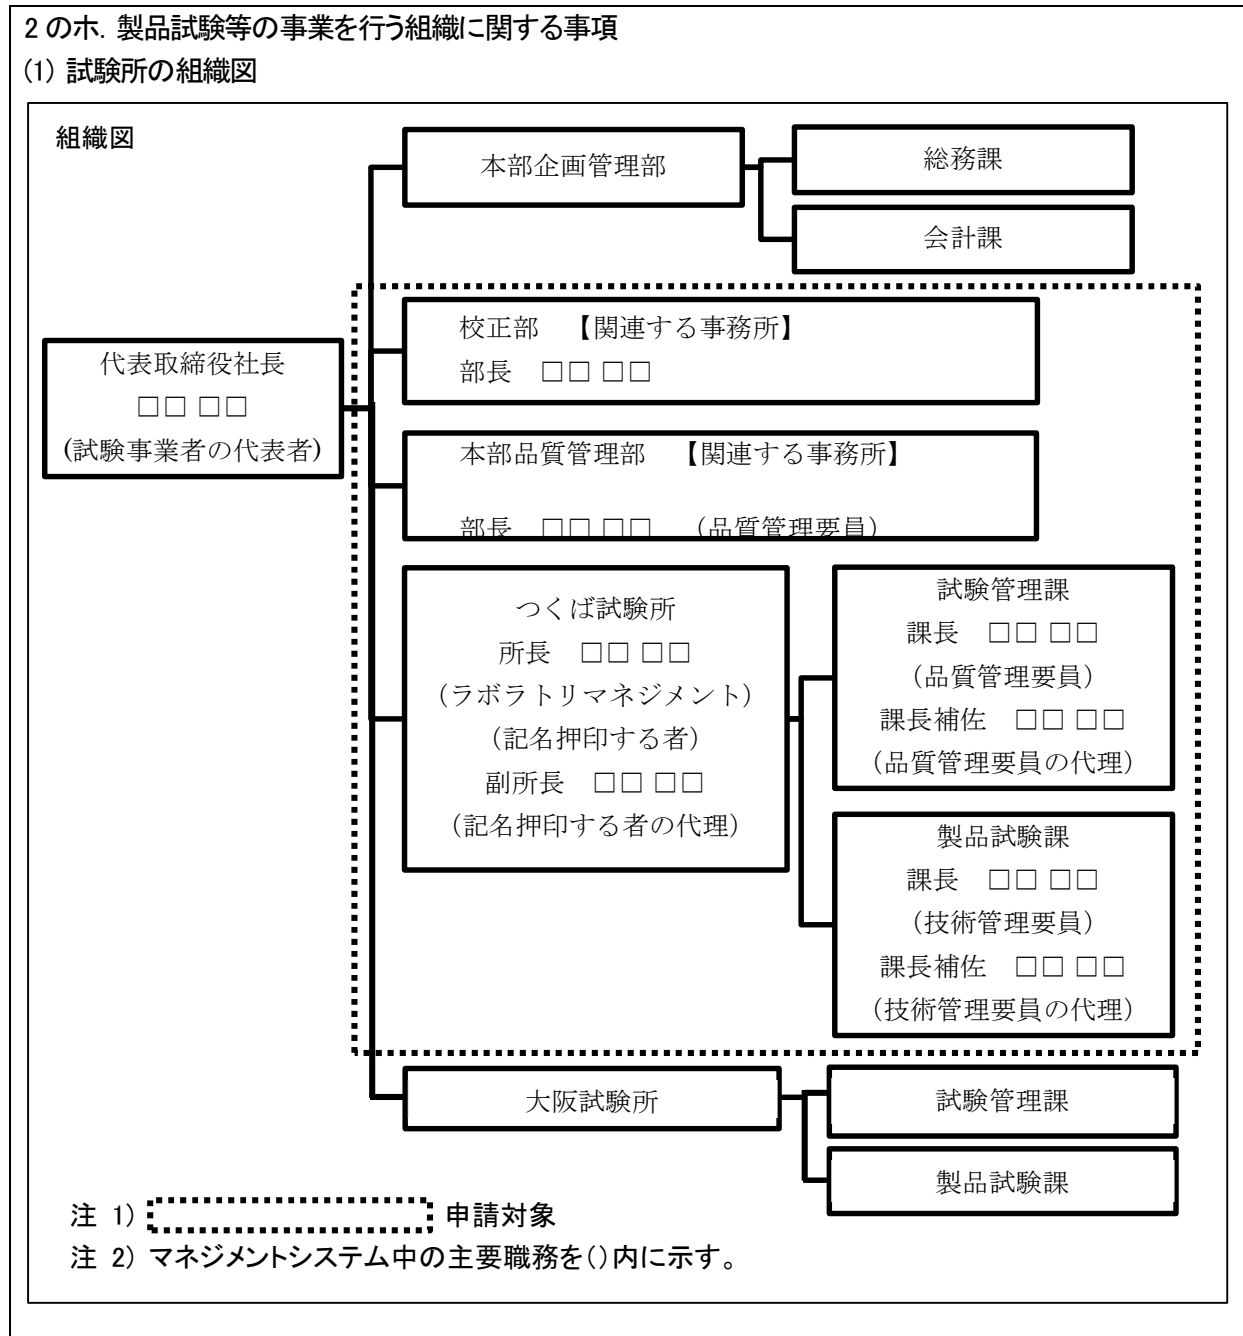 2 のホ. 製品試験等の事業を行う組織に関する事項
(1) 試験所の組織図
組織図
本部企画管理部
総務課
会計課
代表取締役社長
□□ □□
(試験事業者の代表者)
校正部 【関連する事務所】
部長 □□ □□
本部品質管理部 【関連する事務所】
部長 □□ □□ (品質管理要員)
つくば試験所
所長 □□ □□
(ラボラトリマネジメント)
(記名押印する者)
副所長 □□ □□
(記名押印する者の代理)
試験管理課
課長 □□ □□
(品質管理要員)
課長補佐 □□ □□
(品質管理要員の代理)
製品試験課
課長 □□ □□
(技術管理要員)
課長補佐 □□ □□
(技術管理要員の代理)
大阪試験所
試験管理課
製品試験課
注 1) 申請対象
注 2) マネジメントシステム中の主要職務を()内に示す。